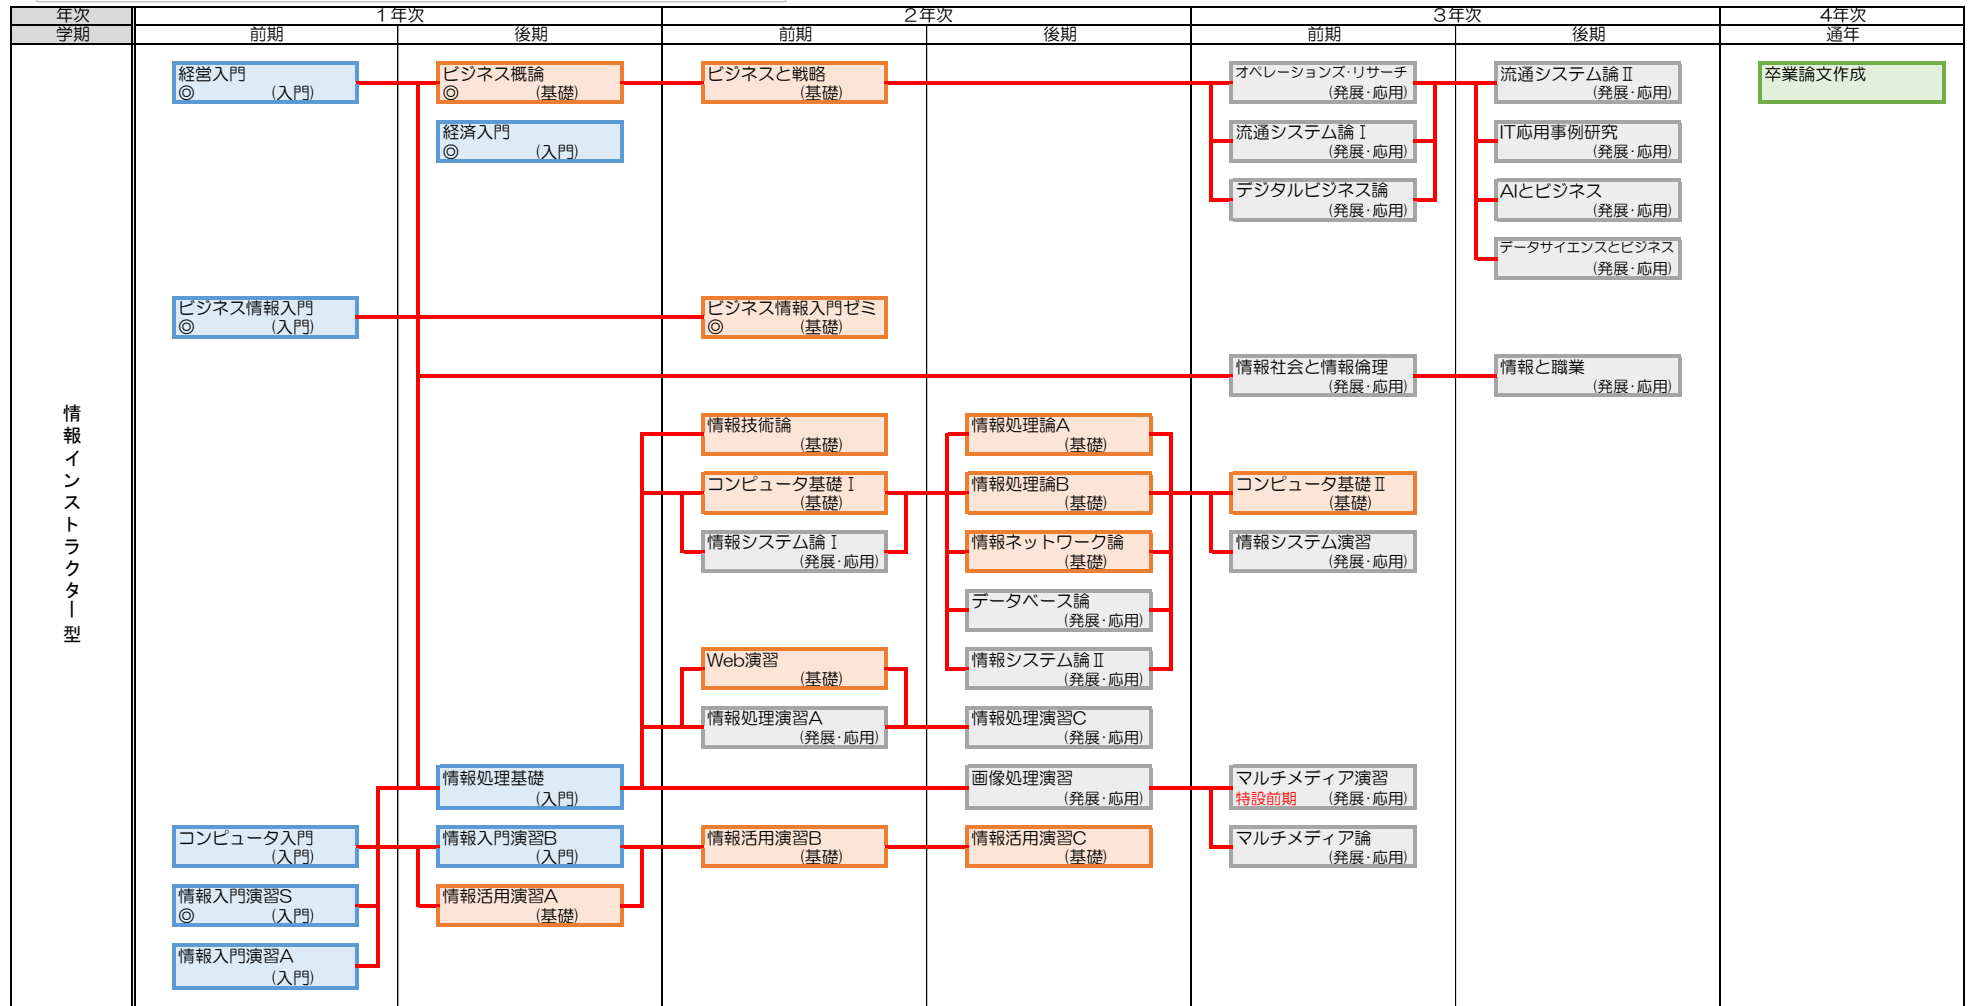 年次 1年次 2年次 3年次 4年次
学期 前期 後期 前期 後期 前期 後期 通年
情報インストラクター型
経営入門
◎ (入門)
ビジネス概論
◎ (基礎)
ビジネスと戦略
(基礎)
オペレーションズ・リサーチ
(発展・応用)
流通システム論Ⅱ
(発展・応用)
卒業論文作成
経済入門
◎ (入門)
流通システム論Ⅰ
(発展・応用)
IT応用事例研究
(発展・応用)
デジタルビジネス論
(発展・応用)
AIとビジネス
(発展・応用)
データサイエンスとビジネス
(発展・応用)
ビジネス情報入門
◎ (入門)
ビジネス情報入門ゼミ
◎ (基礎)
情報社会と情報倫理
(発展・応用)
情報と職業
(発展・応用)
情報技術論
(基礎)
情報処理論A
(基礎)
コンピュータ基礎Ⅰ
(基礎)
情報処理論B
(基礎)
コンピュータ基礎Ⅱ
(基礎)
情報システム論Ⅰ
(発展・応用)
情報ネットワーク論
(基礎)
情報システム演習
(発展・応用)
データベース論
(発展・応用)
Web演習
(基礎)
情報システム論Ⅱ
(発展・応用)
情報処理演習A
(発展・応用)
情報処理演習C
(発展・応用)
情報処理基礎
(入門)
画像処理演習
(発展・応用)
マルチメディア演習
特設前期 (発展・応用)
コンピュータ入門
(入門)
情報入門演習B
(入門)
情報活用演習B
(基礎)
情報活用演習C
(基礎)
マルチメディア論
(発展・応用)
情報入門演習S
◎ (入門)
情報活用演習A
(基礎)
情報入門演習A
(入門)